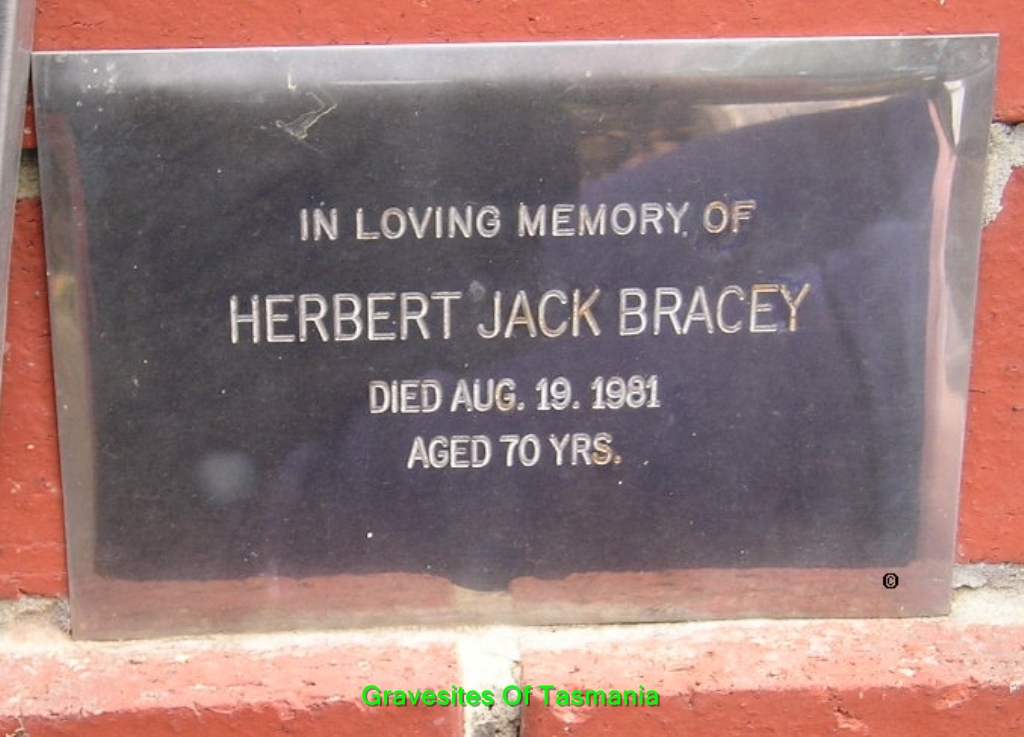 IN LOVING MEMORY OF
HERBERT JACK BRACEY
DIED AUG. 19. 1981
AGED 70 YRS.
©
Gravesites Of Tasmania